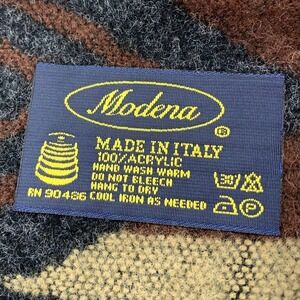 Modena
®
MADE IN ITALY
100% ACRYLIC
HAND WASH WARM
DO NOT BLEECH
HANG TO DRY
RN 90486 COOL IRON AS NEEDED
30°
A
P